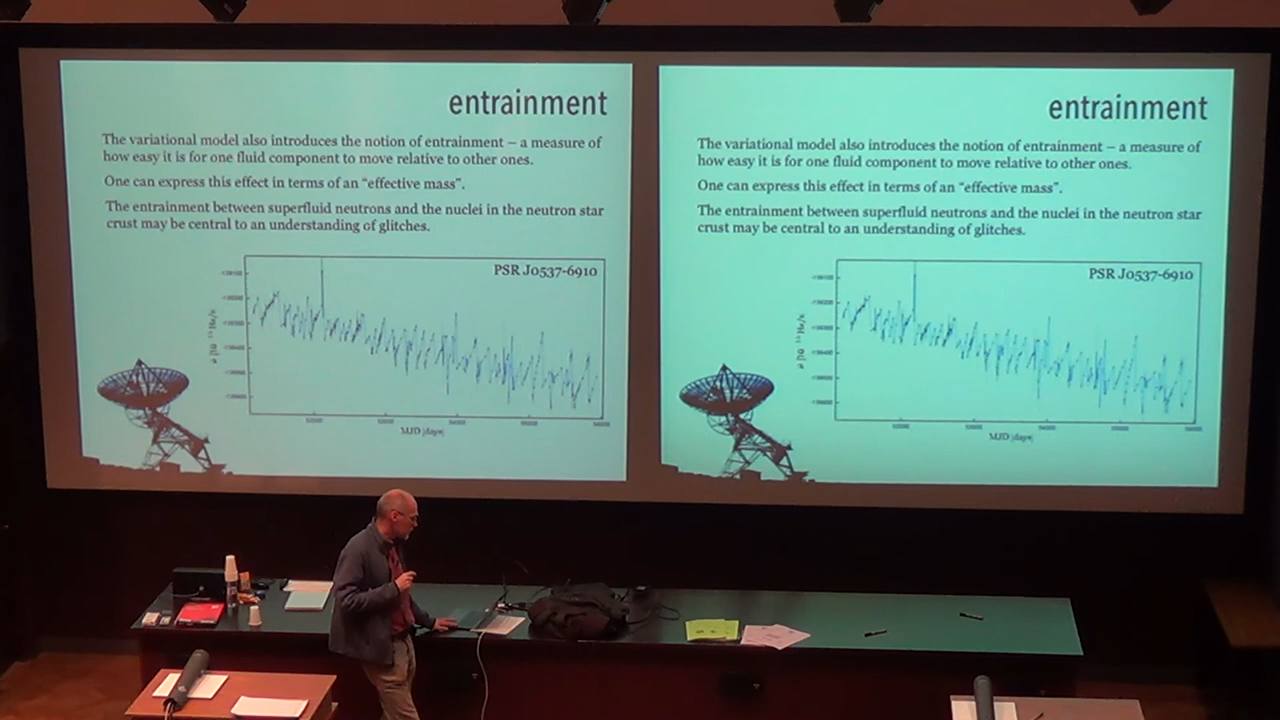 entrainment
The variational model also introduces the notion of entrainment – a measure of
how easy it is for one fluid component to move relative to other ones.
One can express this effect in terms of an “effective mass”.
The entrainment between superfluid neutrons and the nuclei in the neutron star
crust may be central to an understanding of glitches.
PSR J0537-6910
MJD [days]
entrainment
The variational model also introduces the notion of entrainment – a measure of
how easy it is for one fluid component to move relative to other ones.
One can express this effect in terms of an “effective mass”.
The entrainment between superfluid neutrons and the nuclei in the neutron star
crust may be central to an understanding of glitches.
PSR J0537-6910
MJD [days]